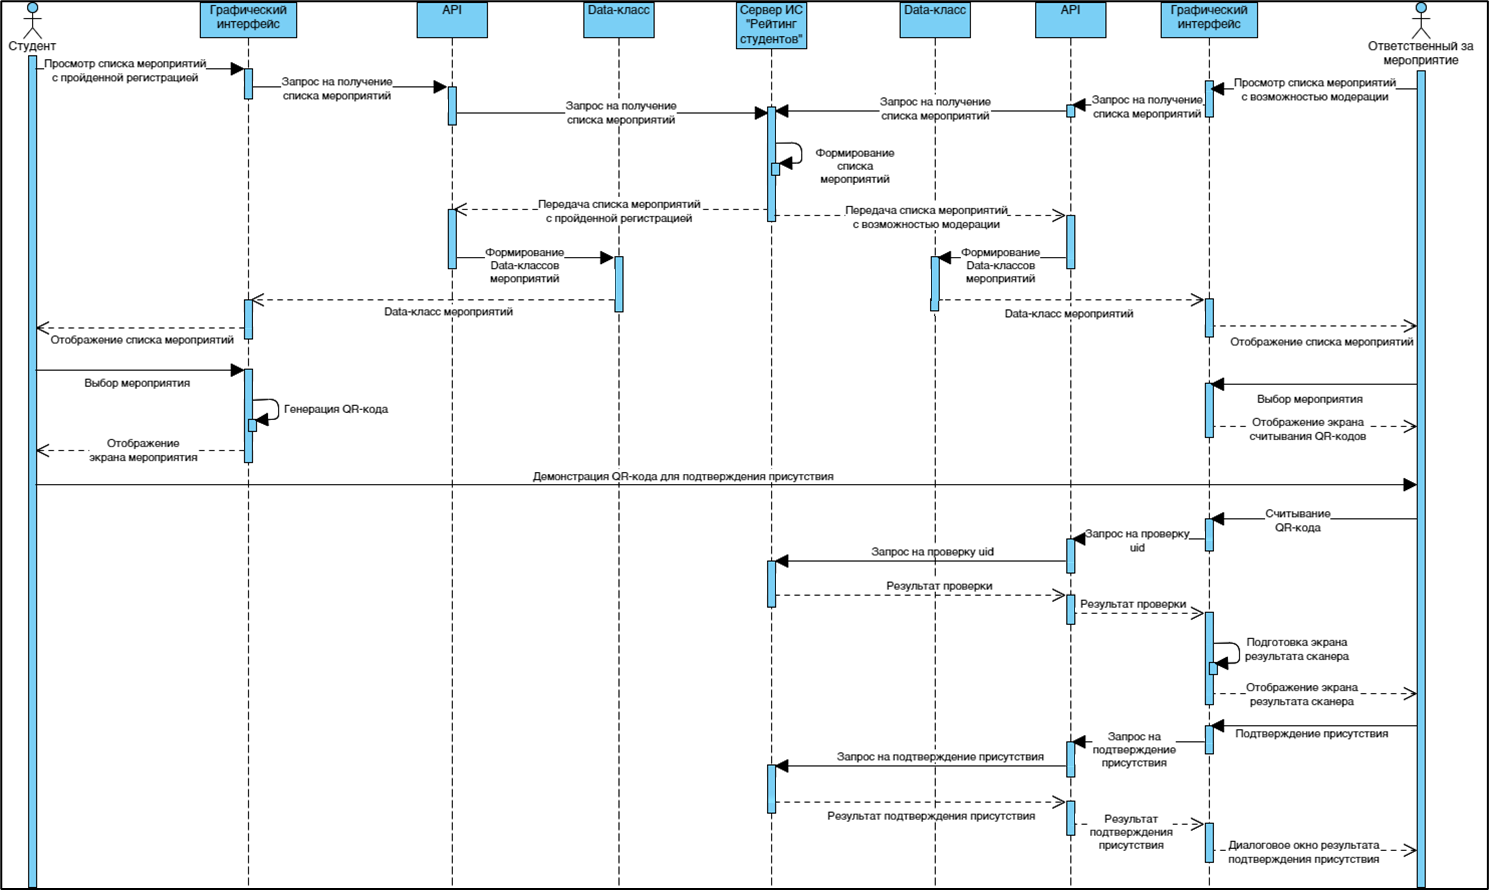 Студент
Графический
интерфейс
API
Data-класс
Сервер ИС
"Рейтинг
студентов"
Data-класс
API
Графический
интерфейс
Ответственный за
мероприятие
Просмотр списка мероприятий
с пройденной регистрацией
Запрос на получение
списка мероприятий
Запрос на получение
списка мероприятий
Запрос на получение
списка мероприятий
Запрос на получение
списка мероприятий
Просмотр списка мероприятий
с возможностью модерации
Формирование
списка
мероприятий
Передача списка мероприятий
с пройденной регистрацией
Передача списка мероприятий
с возможностью модерации
Формирование
Data-классов
мероприятий
Формирование
Data-классов
мероприятий
Data-класс мероприятий
Data-класс мероприятий
Отображение списка мероприятий
Отображение списка мероприятий
Выбор мероприятия
Выбор мероприятия
Генерация QR-кода
Отображение экрана
считывания QR-кодов
Отображение
экрана мероприятия
Демонстрация QR-кода для подтверждения присутствия
Считывание
QR-кода
Запрос на проверку
uid
Запрос на проверку uid
Результат проверки
Результат проверки
Подготовка экрана
результата сканера
Отображение экрана
результата сканера
Подтверждение присутствия
Запрос на
подтверждение
присутствия
Запрос на подтверждение присутствия
Результат подтверждения присутствия
Результат
подтверждения
присутствия
Диалоговое окно результата
подтверждения присутствия